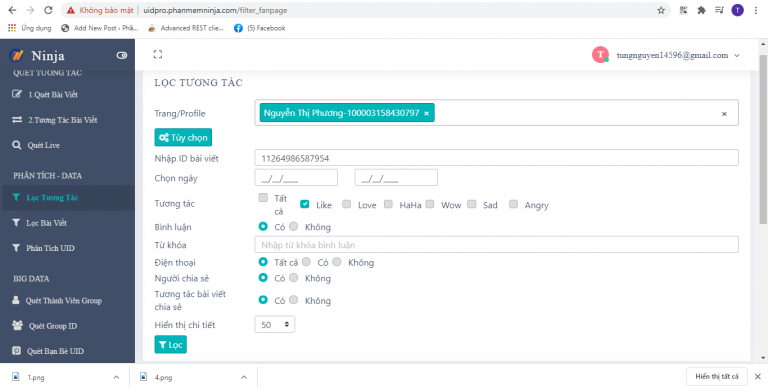 Không bảo mật | uidpro.phanmemninja.com/filter_fanpage
T
Ứng dụng
Add New Post ‹ Phâ...
Advanced REST clie...
(5) Facebook
Ninja
T
tungnguyen14596@gmail.com
QUÉT TƯƠNG TÁC
1.Quét Bài Viết
2.Tương Tác Bài Viết
Quét Live
PHÂN TÍCH - DATA
Lọc Tương Tác
Lọc Bài Viết
Phân Tích UID
BIG DATA
Quét Thành Viên Group
Quét Group ID
Quét Bạn Bè UID
LỌC TƯƠNG TÁC
Trang/Profile
Nguyễn Thị Phương-100003158430797 ×
×
Tùy chọn
Nhập ID bài viết
11264986587954
Chọn ngày
__/__/____
__/__/____
Tương tác
Tất cả
Like
Love
HaHa
Wow
Sad
Angry
Bình luận
Có
Không
Từ khóa
Nhập từ khóa bình luận
Điện thoại
Tất cả
Có
Không
Người chia sẻ
Có
Không
Tương tác bài viết
chia sẻ
Có
Không
Hiển thị chi tiết
50
Lọc
1.png
4.png
Hiển thị tất cả